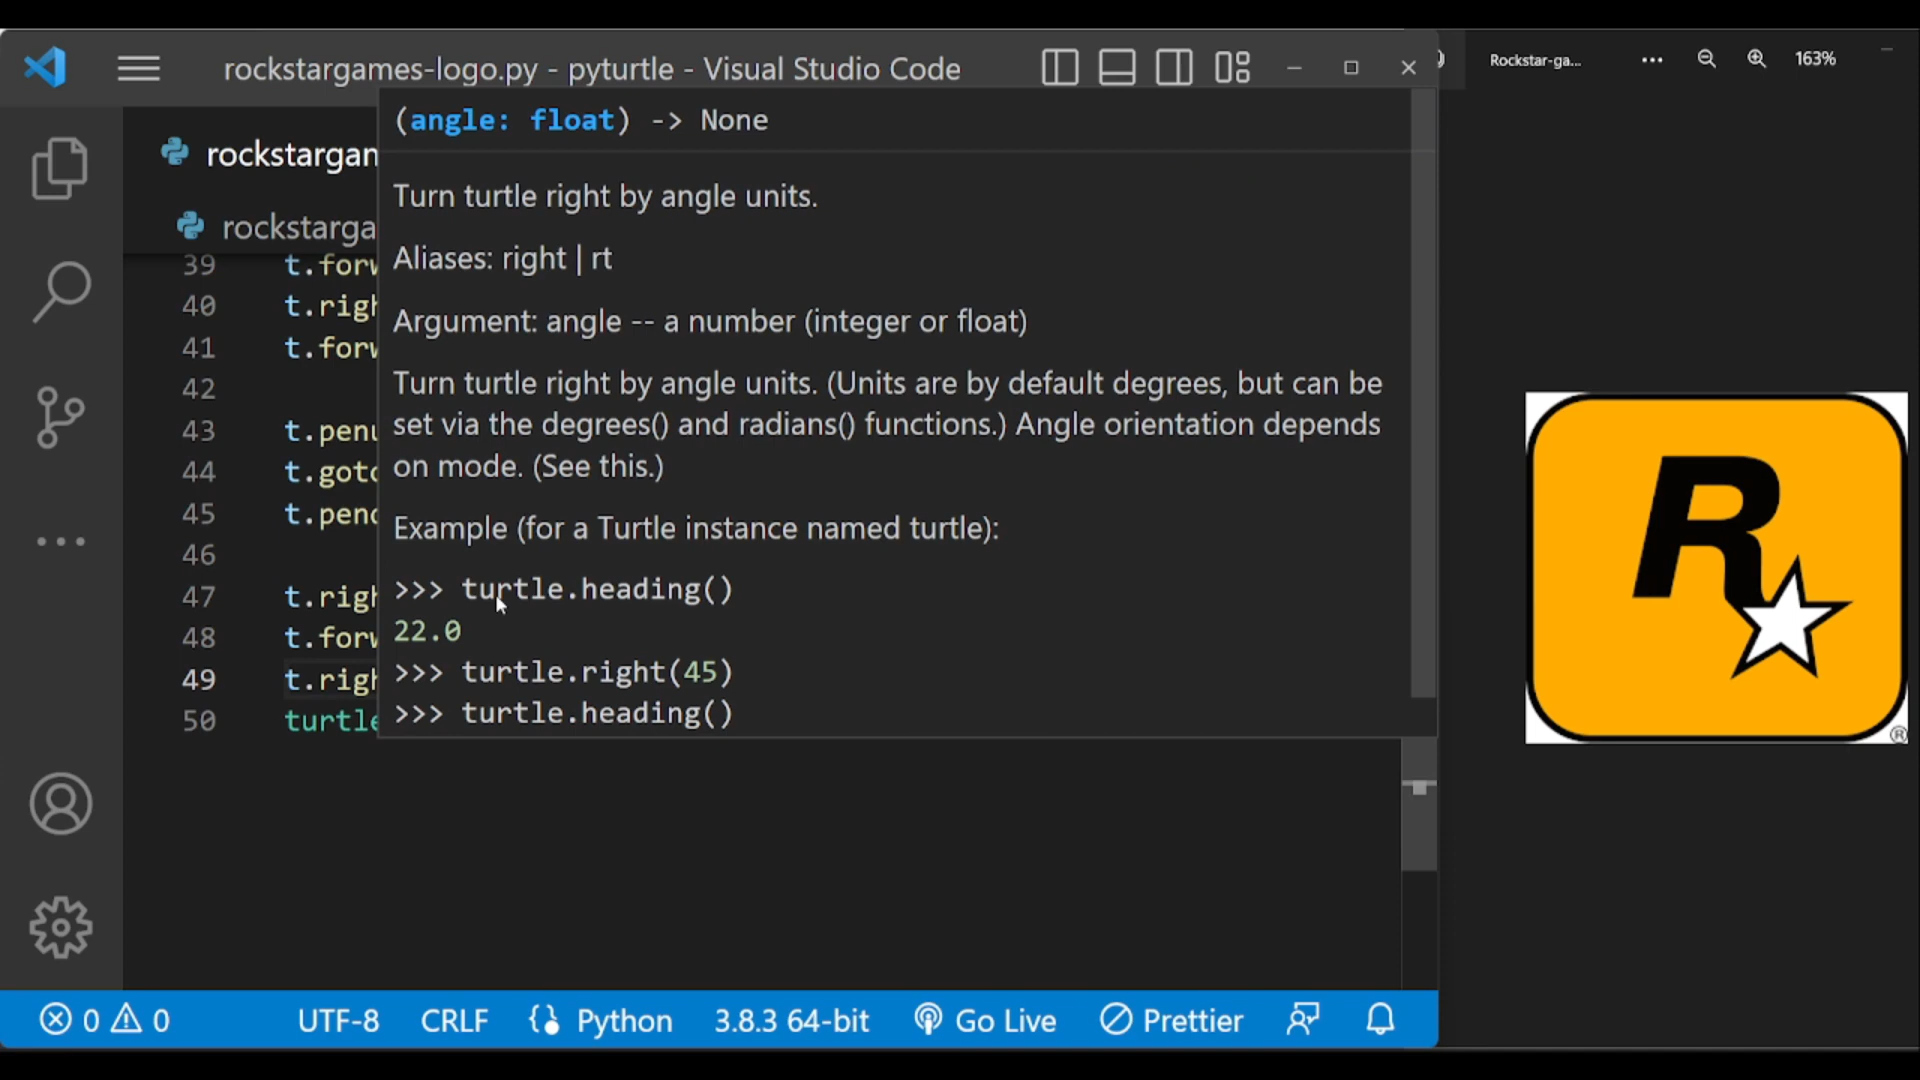 rockstargames-logo.py - pyturtle - Visual Studio Code
Rockstar-ga...
163%
(angle: float) -> None
rockstargan
Turn turtle right by angle units.
rockstarga
Aliases: right | rt
39 t.forw
40 t.righ
Argument: angle -- a number (integer or float)
41 t.forw
42
Turn turtle right by angle units. (Units are by default degrees, but can be
43 t.penu
set via the degrees() and radians() functions.) Angle orientation depends
44 t.goto
on mode. (See this.)
45 t.pend
Example (for a Turtle instance named turtle):
46
47 t.righ
>>> turtle.heading()
48 t.forw
22.0
49 t.righ
>>> turtle.right(45)
50 turtle
>>> turtle.heading()
R
®
0 0 UTF-8 CRLF Python 3.8.3 64-bit Go Live Prettier